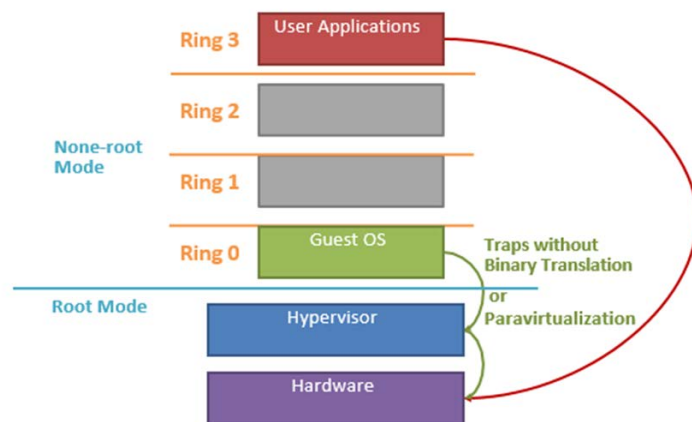 User Applications
Ring 3
Ring 2
None-root
Mode
Ring 1
Guest OS
Ring 0
Traps without
Binary Translation
or
Paravirtualization
Root Mode
Hypervisor
Hardware